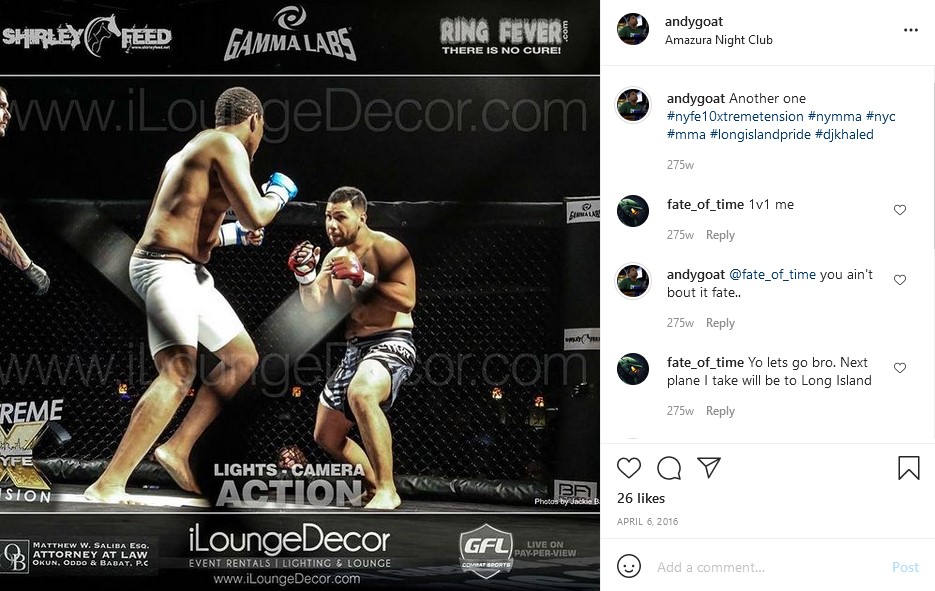 SHIRLEY FEED
www.shirleyfeed.net
GAMMA LABS
RING FEVER.com
THERE IS NO CURE!
www.iLoungeDecor.com
GAMMA LABS
www.iLoungeDecor.com
LIGHTS - CAMERA
ACTION
Photos by Jackie B
MATTHEW W. SALIBA ESQ.
ATTORNEY AT LAW
OKUN, ODDO & BABAT, P.C
iLoungeDecor
EVENT RENTALS | LIGHTING & LOUNGE
www.iLoungeDecor.com
GFL
COMBAT SPORTS
LIVE ON
PAY-PER-VIEW
andygoat
Amazura Night Club
andygoat Another one
#nyfe10xtremetension #nymma #nyc
#mma #longislandpride #djkhaled
275w
fate_of_time 1v1 me
275w Reply
andygoat @fate_of_time you ain't
bout it fate..
275w Reply
fate_of_time Yo lets go bro. Next
plane I take will be to Long Island
275w Reply
26 likes
APRIL 6, 2016
Add a comment... Post